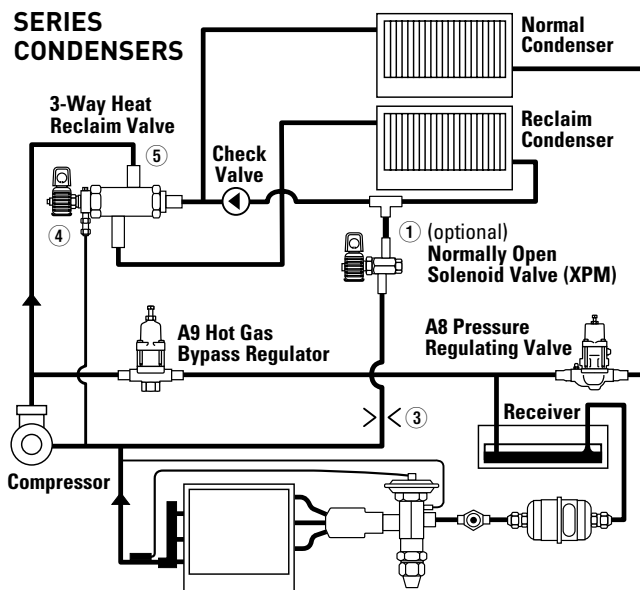 SERIES
CONDENSERS
Normal
Condenser
3-Way Heat
Reclaim Valve
Reclaim
Condenser
⑤
Check
Valve
④
① (optional)
Normally Open
Solenoid Valve (XPM)
A9 Hot Gas
Bypass Regulator
A8 Pressure
Regulating Valve
③
Receiver
Compressor